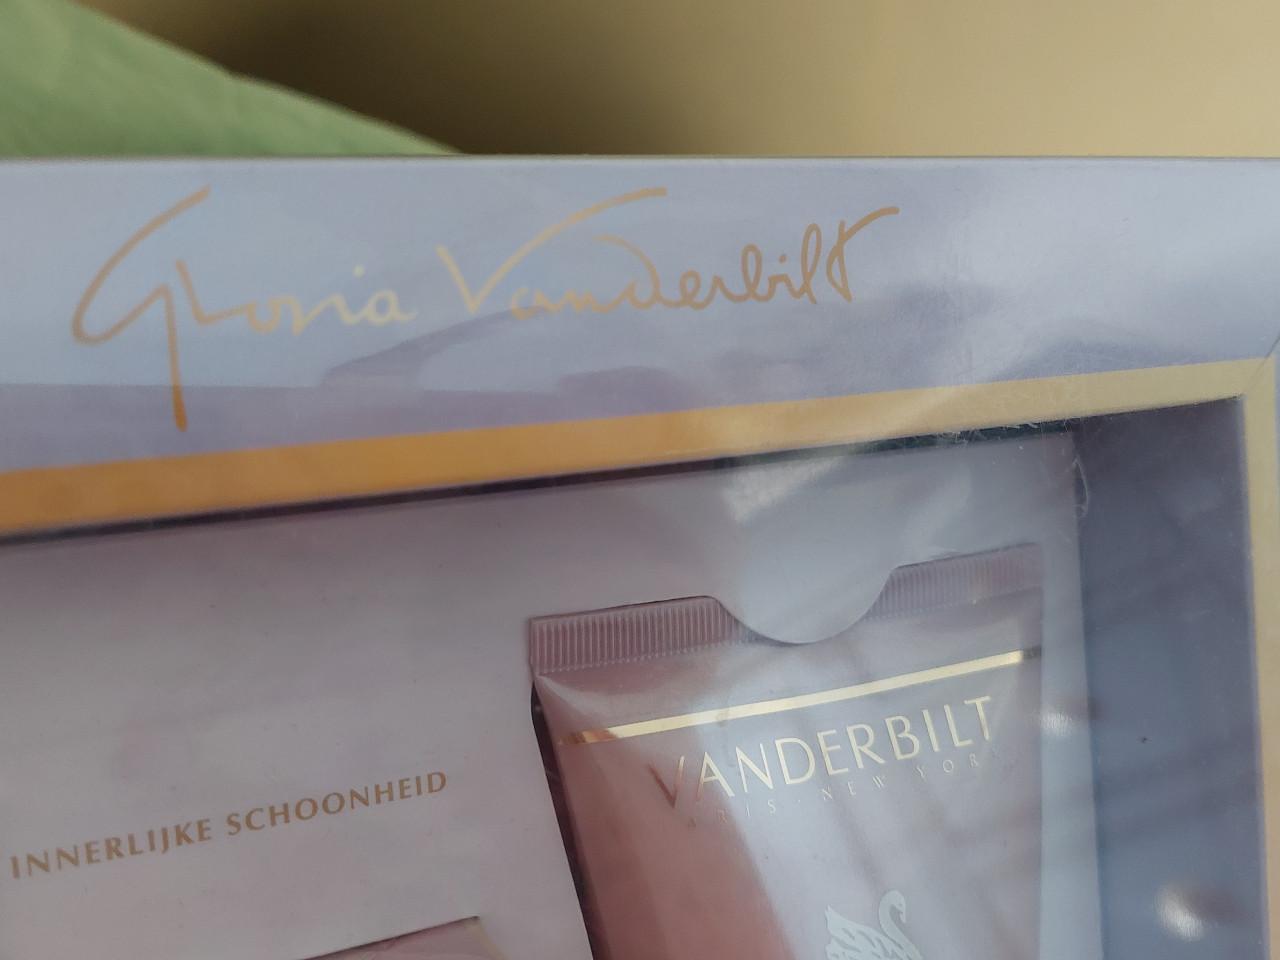 Gloria Vanderbilt
VANDERBILT
PARIS · NEW YORK
INNERLIJKE SCHOONHEID